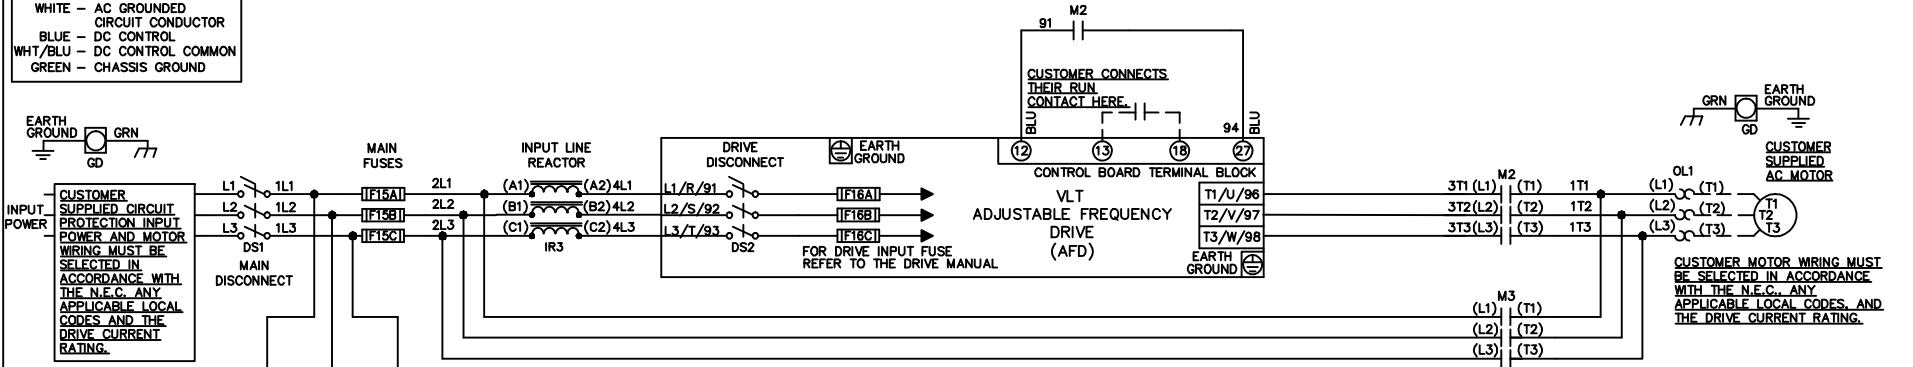 WHITE – AC GROUNDED
CIRCUIT CONDUCTOR
BLUE – DC CONTROL
WHT/BLU – DC CONTROL COMMON
GREEN – CHASSIS GROUND
EARTH
GROUND
GRN
GD
INPUT
POWER
CUSTOMER
SUPPLIED CIRCUIT
PROTECTION INPUT
POWER AND MOTOR
WIRING MUST BE
SELECTED IN
ACCORDANCE WITH
THE N.E.C. ANY
APPLICABLE LOCAL
CODES AND THE
DRIVE CURRENT
RATING.
L1
L2
L3
DS1
MAIN
DISCONNECT
1L1
1L2
1L3
MAIN
FUSES
F15A
F15B
F15C
2L1
2L2
2L3
INPUT LINE
REACTOR
(A1)
(B1)
(C1)
(A2)4L1
(B2)4L2
(C2)4L3
IR3
L1/R/91
L2/S/92
L3/T/93
DRIVE
DISCONNECT
DS2
EARTH
GROUND
F16A
F16B
F16C
FOR DRIVE INPUT FUSE
REFER TO THE DRIVE MANUAL
M2
91
CUSTOMER CONNECTS
THEIR RUN
CONTACT HERE.
BLU
94
BLU
12
13
18
27
CONTROL BOARD TERMINAL BLOCK
VLT
ADJUSTABLE FREQUENCY
DRIVE
(AFD)
T1/U/96
T2/V/97
T3/W/98
EARTH
GROUND
M2
3T1 (L1) (T1) 1T1
3T2(L2) (T2) 1T2
3T3(L3) (T3) 1T3
M3
(L1) (T1)
(L2) (T2)
(L3) (T3)
OL1
(L1) (T1)
(L2) (T2)
(L3) (T3)
T1
T2
T3
GRN
EARTH
GROUND
GD
CUSTOMER
SUPPLIED
AC MOTOR
CUSTOMER MOTOR WIRING MUST
BE SELECTED IN ACCORDANCE
WITH THE N.E.C., ANY
APPLICABLE LOCAL CODES, AND
THE DRIVE CURRENT RATING.